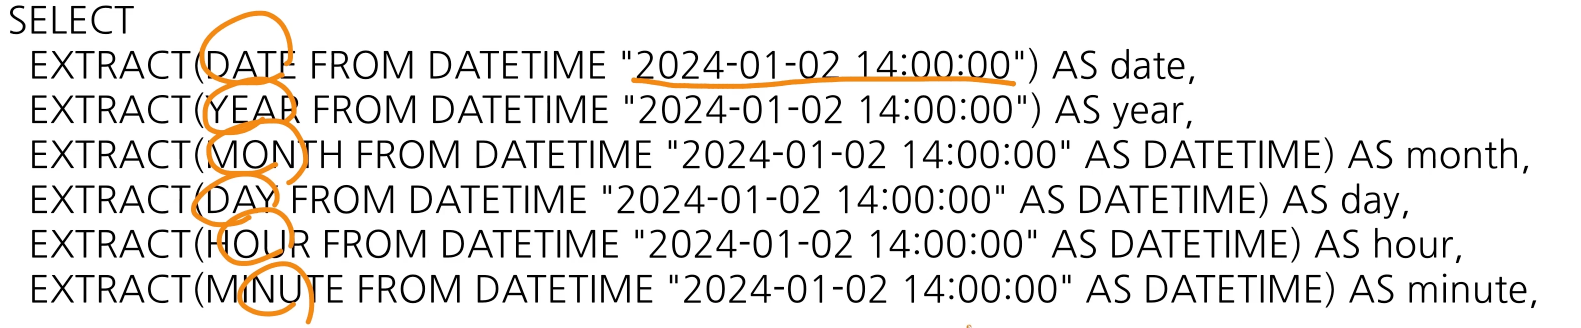 SELECT
EXTRACT(DATE FROM DATETIME "2024-01-02 14:00:00") AS date,
EXTRACT(YEAR FROM DATETIME "2024-01-02 14:00:00") AS year,
EXTRACT(MONTH FROM DATETIME "2024-01-02 14:00:00" AS DATETIME) AS month,
EXTRACT(DAY FROM DATETIME "2024-01-02 14:00:00" AS DATETIME) AS day,
EXTRACT(HOUR FROM DATETIME "2024-01-02 14:00:00" AS DATETIME) AS hour,
EXTRACT(MINUTE FROM DATETIME "2024-01-02 14:00:00" AS DATETIME) AS minute,